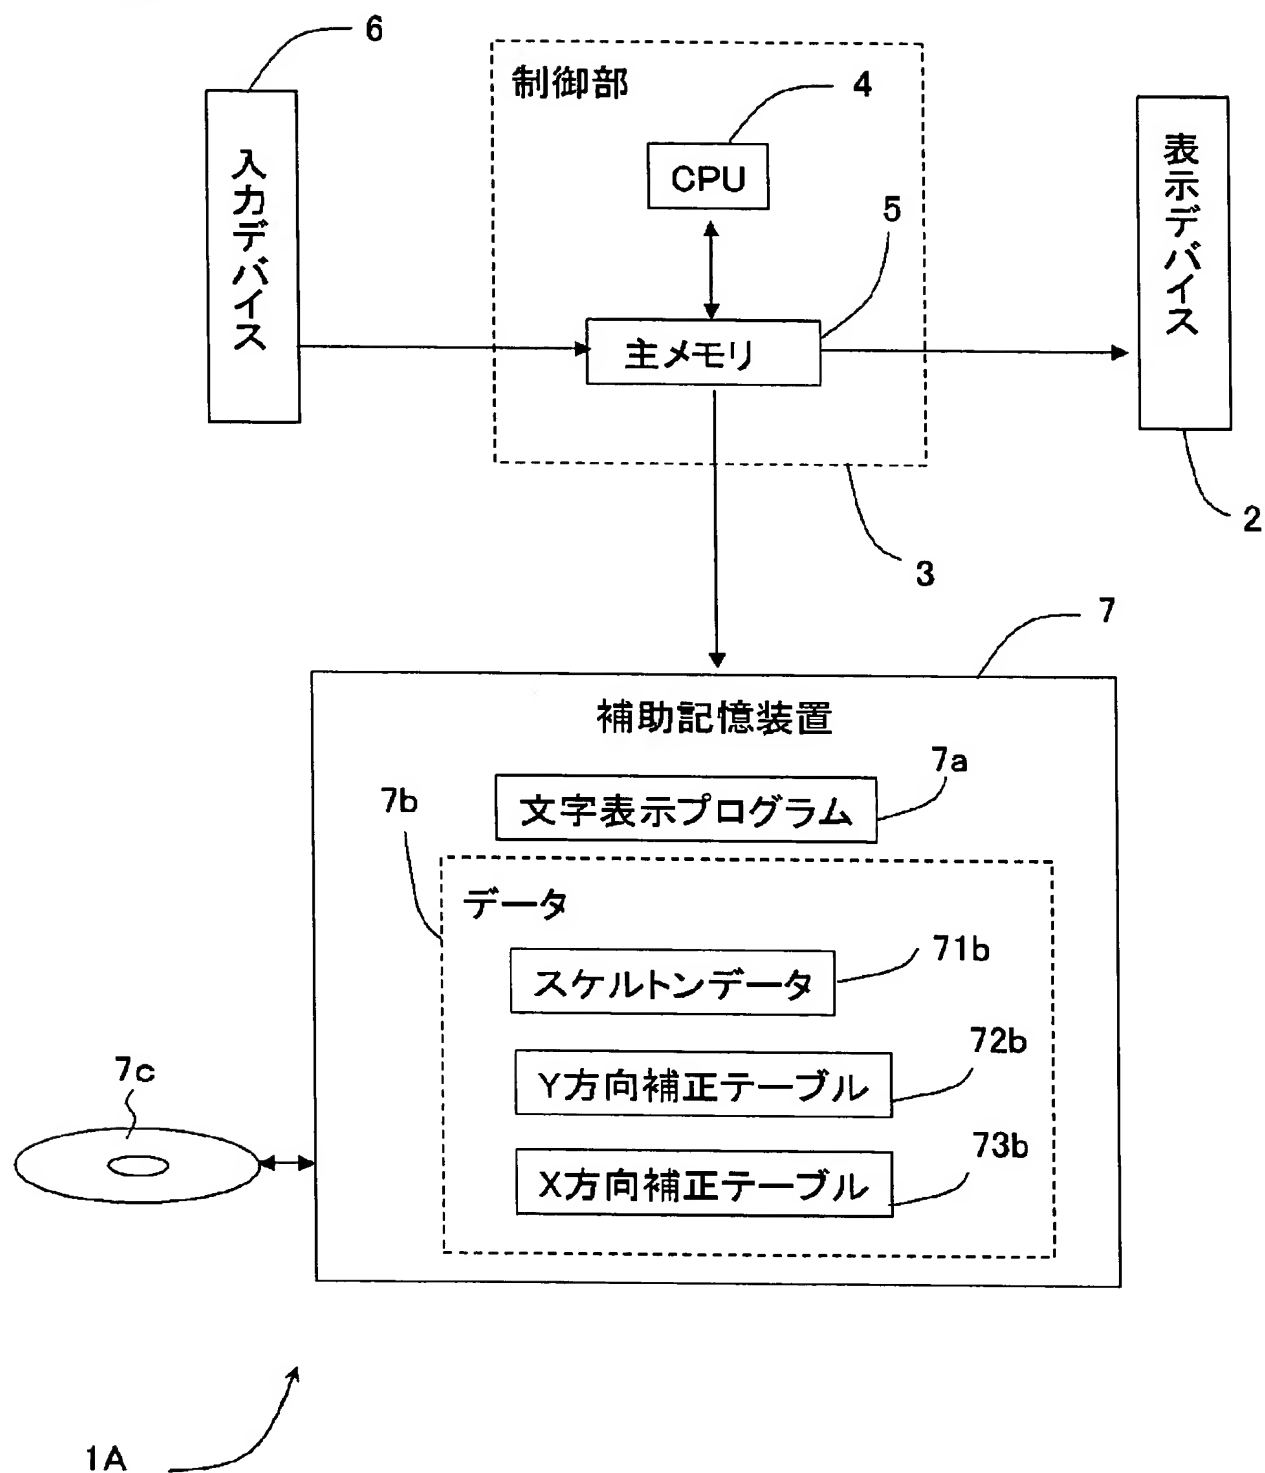 6
制御部
4
CPU
入力デバイス
表示デバイス
5
主メモリ
2
3
7
補助記憶装置
7a
文字表示プログラム
7b
データ
71b
スケルトンデータ
72b
Y方向補正テーブル
7c
73b
X方向補正テーブル
1A